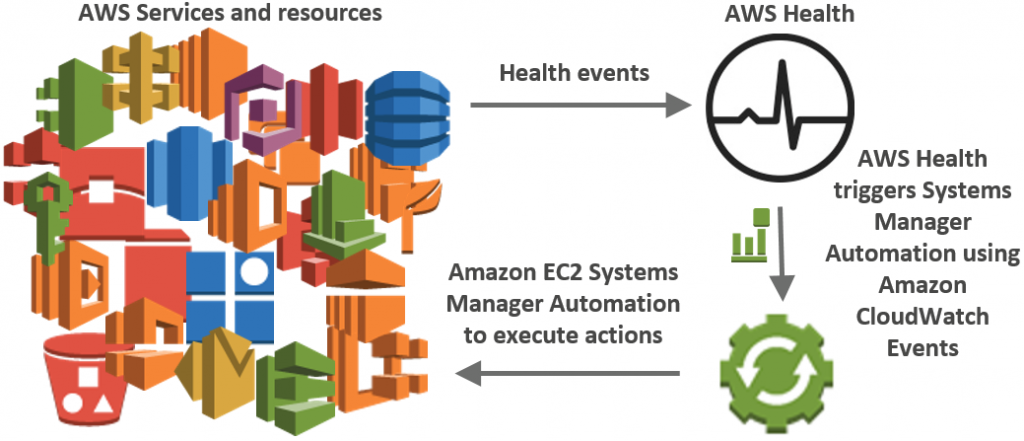 AWS Services and resources
AWS Health
Health events
AWS Health
triggers Systems
Manager
Automation using
Amazon
CloudWatch
Events
Amazon EC2 Systems
Manager Automation
to execute actions